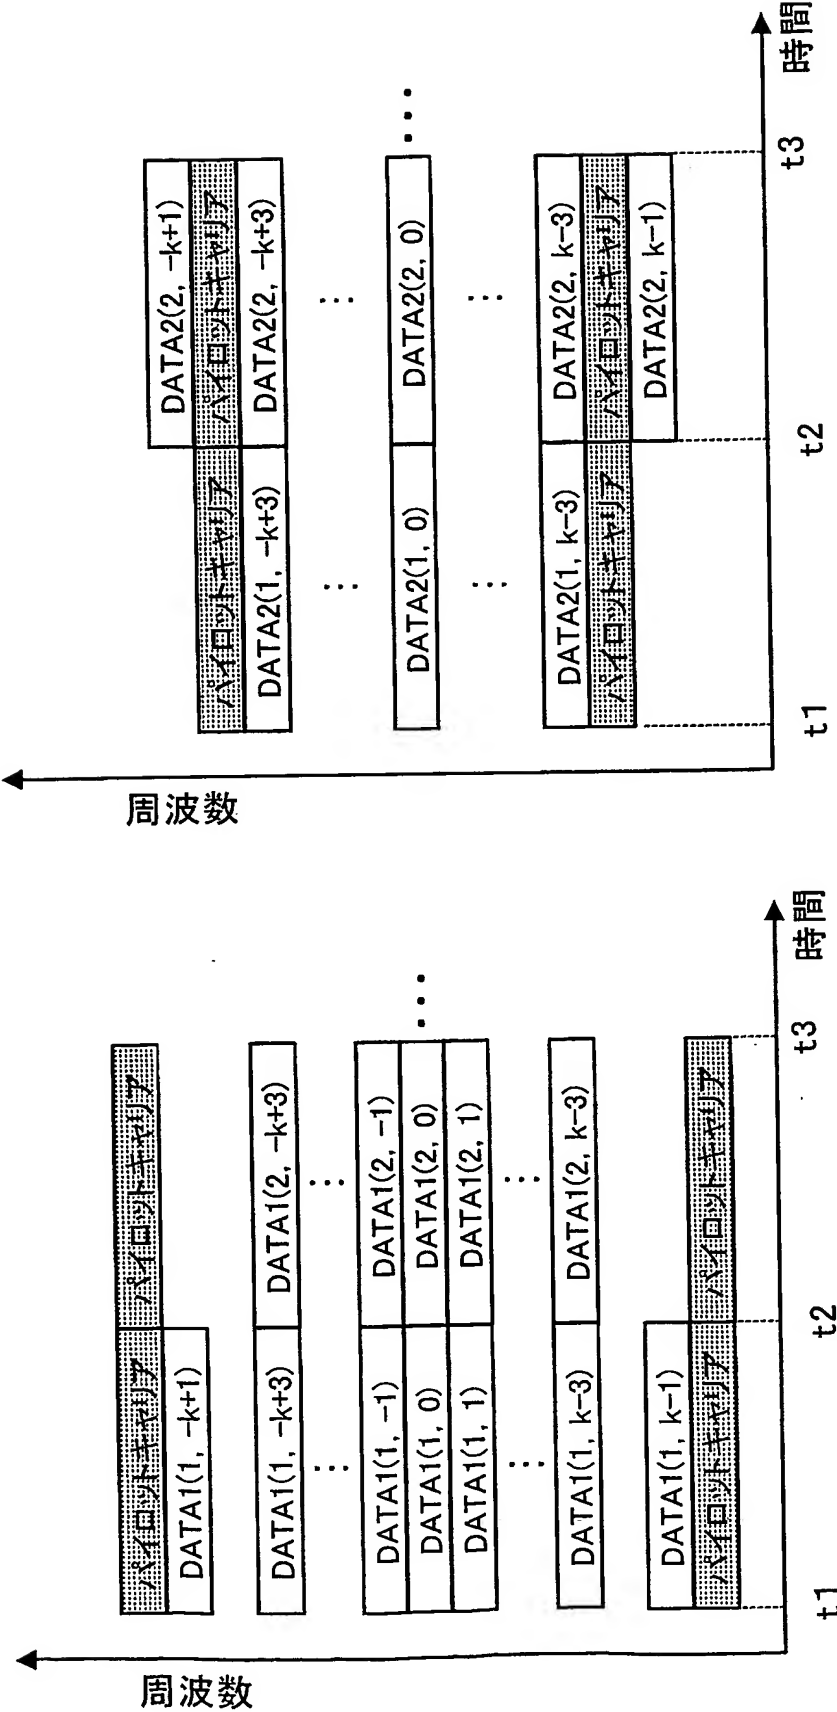 周波数
パイロットキャリア
パイロットキャリア
DATA1(1, -k+1)
DATA1(1, -k+3)
DATA1(2, -k+3)
...
...
DATA1(1, -1)
DATA1(2, -1)
DATA1(1, 0)
DATA1(2, 0)
...
DATA1(1, 1)
DATA1(2, 1)
...
...
DATA1(1, k-3)
DATA1(2, k-3)
DATA1(1, k-1)
パイロットキャリア
パイロットキャリア
t1
t2
t3
時間
周波数
DATA2(2, -k+1)
パイロットキャリア
パイロットキャリア
DATA2(1, -k+3)
DATA2(2, -k+3)
...
...
DATA2(1, 0)
DATA2(2, 0)
...
...
...
DATA2(1, k-3)
DATA2(2, k-3)
パイロットキャリア
パイロットキャリア
DATA2(2, k-1)
t1
t2
t3
時間